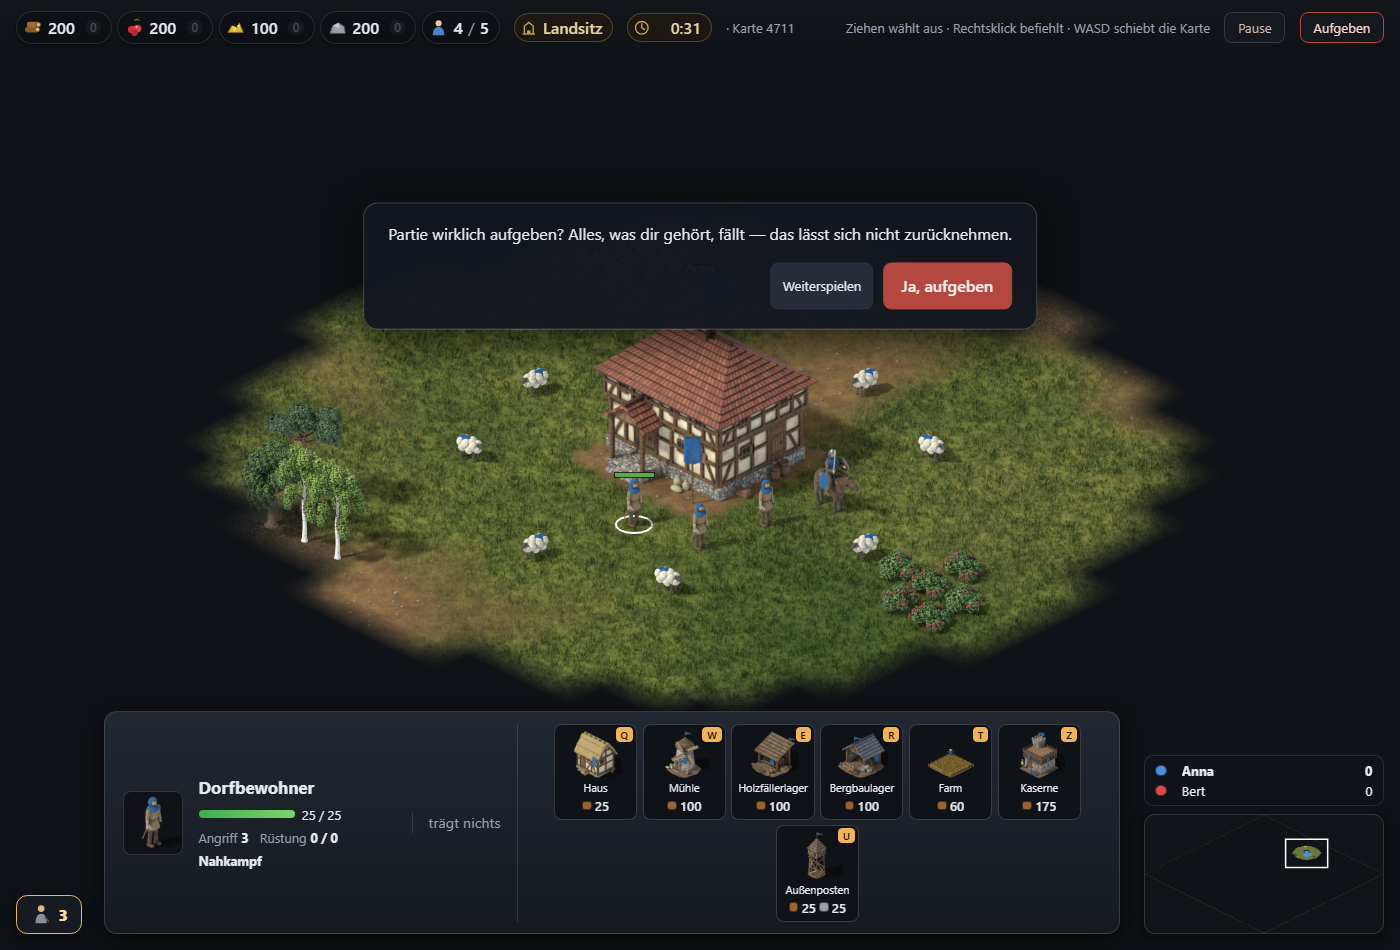 200 0 200 0 100 0 200 0 4 / 5 Landsitz 0:31 · Karte 4711 Ziehen wählt aus · Rechtsklick befiehlt · WASD schiebt die Karte Pause Aufgeben
Partie wirklich aufgeben? Alles, was dir gehört, fällt — das lässt sich nicht zurücknehmen.
Anna
Weiterspielen Ja, aufgeben
Dorfbewohner
25 / 25
Angriff 3 Rüstung 0 / 0
Nahkampf
trägt nichts
Q W E R T Z
Haus Mühle Holzfällerlager Bergbaulager Farm Kaserne
25 100 100 100 60 175
U
Außenposten
25 25
Anna 0
Bert 0
3